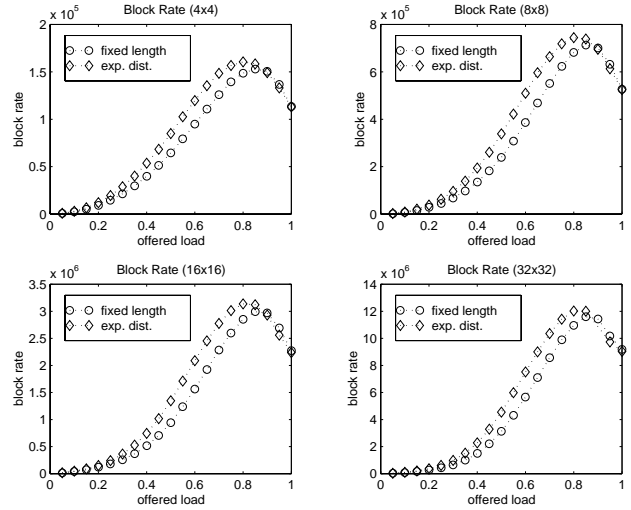 Block Rate (4x4)
x 10^5
2
1.5
1
0.5
0
block rate
fixed length
exp. dist.
0 0.2 0.4 0.6 0.8 1
offered load
Block Rate (8x8)
x 10^5
8
6
4
2
0
block rate
fixed length
exp. dist.
0 0.2 0.4 0.6 0.8 1
offered load
Block Rate (16x16)
x 10^6
3.5
3
2.5
2
1.5
1
0.5
0
block rate
fixed length
exp. dist.
0 0.2 0.4 0.6 0.8 1
offered load
Block Rate (32x32)
x 10^6
14
12
10
8
6
4
2
0
block rate
fixed length
exp. dist.
0 0.2 0.4 0.6 0.8 1
offered load